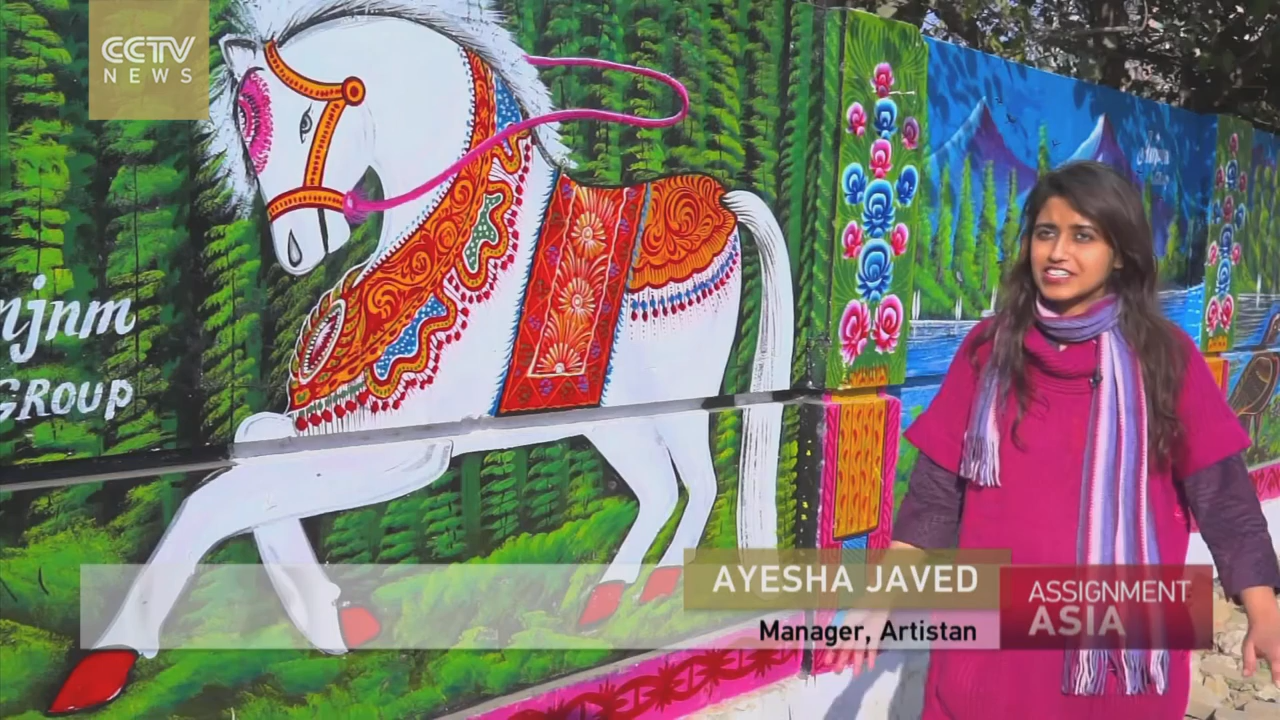 CCTV
NEWS
njnm
GROUP
AYESHA JAVED
Manager, Artistan
ASSIGNMENT
ASIA